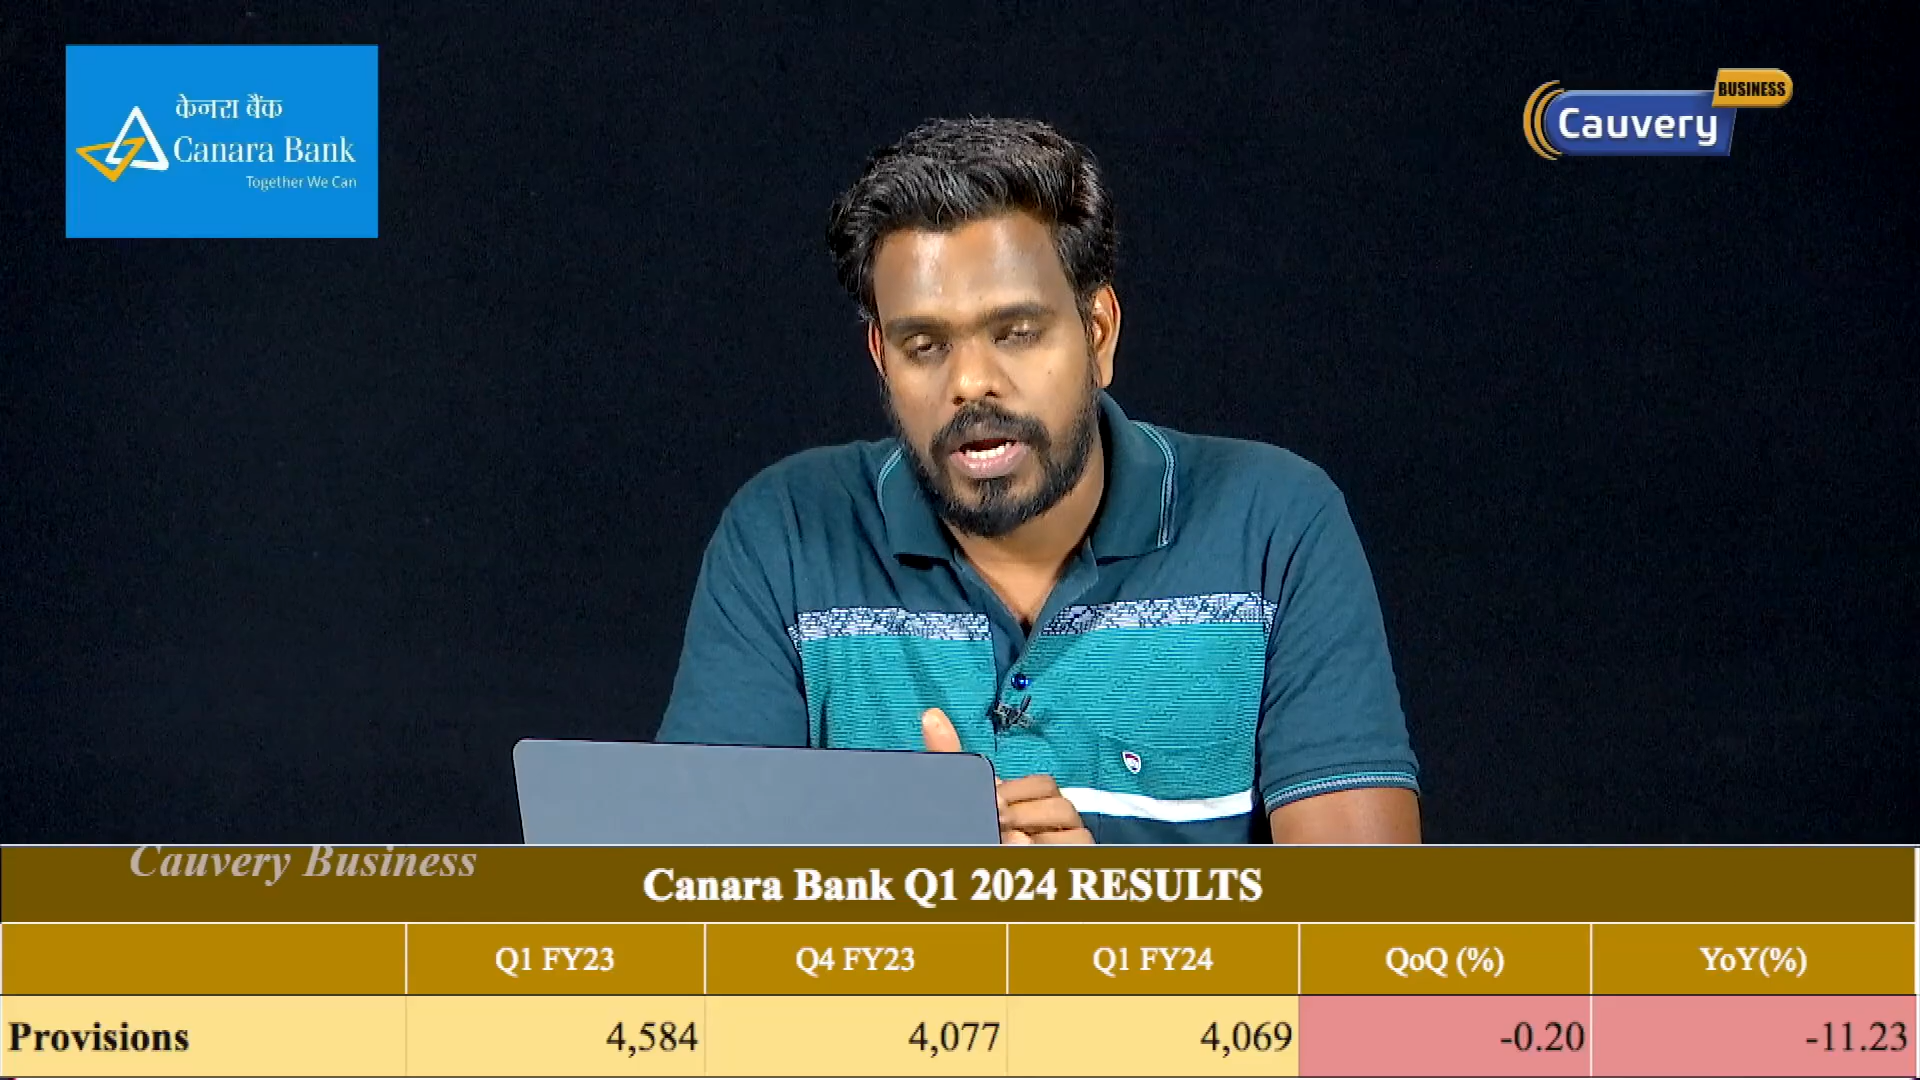 केनरा बैंक
Canara Bank
Together We Can
BUSINESS
Cauvery
Cauvery Business
Canara Bank Q1 2024 RESULTS
Q1 FY23 Q4 FY23 Q1 FY24 QoQ (%) YoY(%)
Provisions 4,584 4,077 4,069 -0.20 -11.23